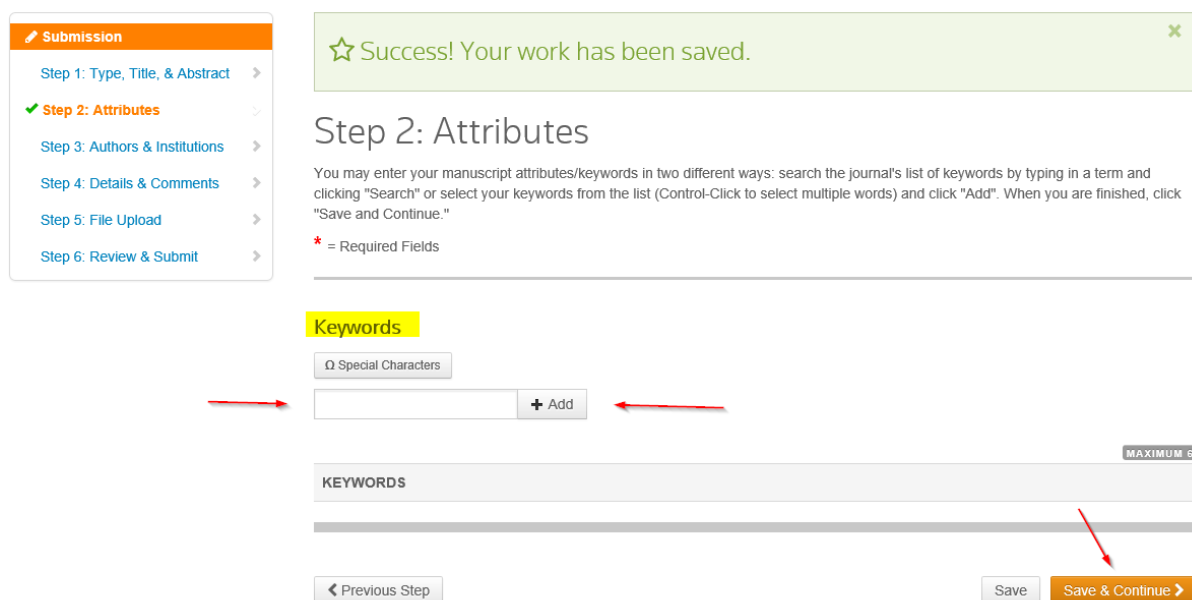 Submission
Step 1: Type, Title, & Abstract
Step 2: Attributes
Step 3: Authors & Institutions
Step 4: Details & Comments
Step 5: File Upload
Step 6: Review & Submit
Success! Your work has been saved.
Step 2: Attributes
You may enter your manuscript attributes/keywords in two different ways: search the journal's list of keywords by typing in a term and
clicking "Search" or select your keywords from the list (Control-Click to select multiple words) and click "Add". When you are finished, click
"Save and Continue."
* = Required Fields
Keywords
Ω Special Characters
+ Add
MAXIMUM 6
KEYWORDS
Previous Step
Save
Save & Continue